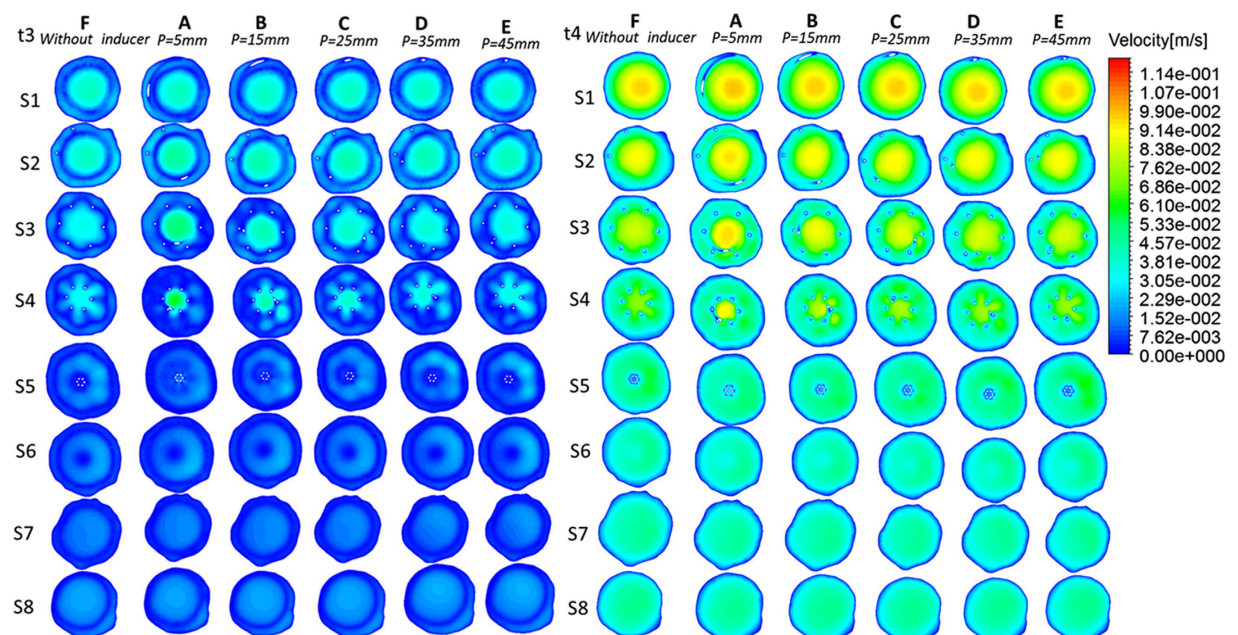 t3 F A B C D E
Without inducer P=5mm P=15mm P=25mm P=35mm P=45mm
S1
S2
S3
S4
S5
S6
S7
S8
t4 F A B C D E
Without inducer P=5mm P=15mm P=25mm P=35mm P=45mm
S1
S2
S3
S4
S5
S6
S7
S8
Velocity[m/s]
1.14e-001
1.07e-001
9.90e-002
9.14e-002
8.38e-002
7.62e-002
6.86e-002
6.10e-002
5.33e-002
4.57e-002
3.81e-002
3.05e-002
2.29e-002
1.52e-002
7.62e-003
0.00e+000